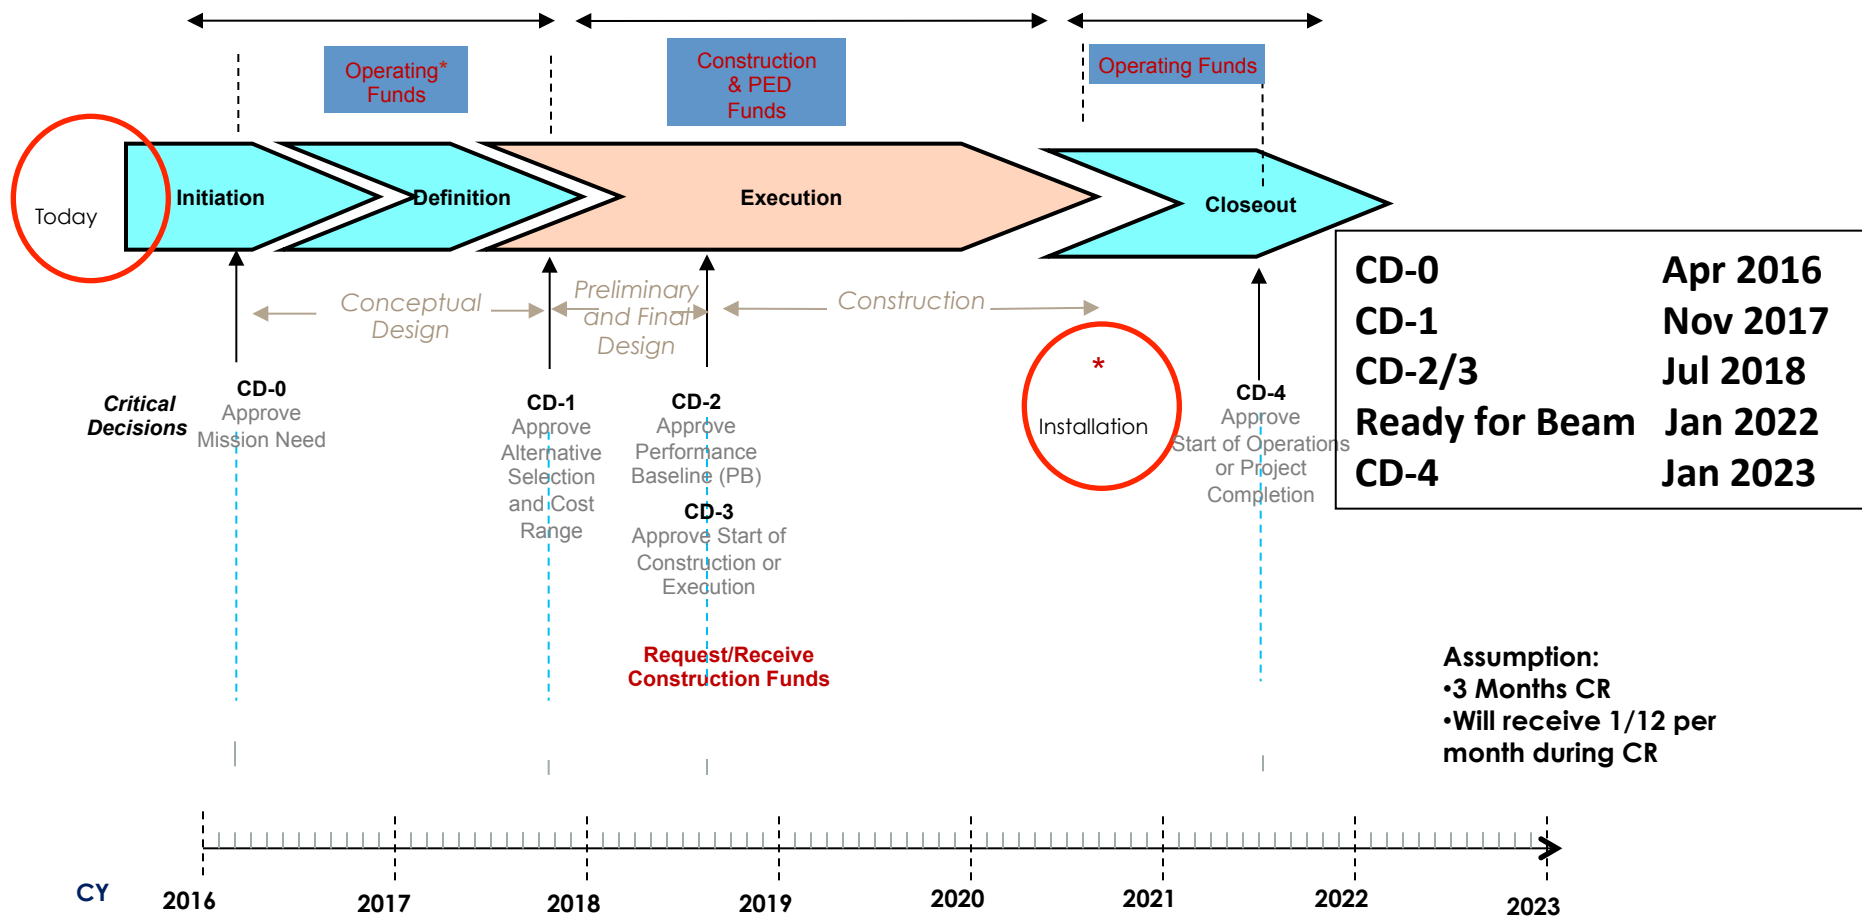 Operating*
Funds
Construction
& PED
Funds
Operating Funds
Today
Initiation
Definition
Execution
Closeout
Conceptual
Design
Preliminary
and Final
Design
Construction
*
Installation
Critical
Decisions
CD-0
Approve
Mission Need
CD-1
Approve
Alternative
Selection
and Cost
Range
CD-2
Approve
Performance
Baseline (PB)
CD-3
Approve Start of
Construction or
Execution
Request/Receive
Construction Funds
CD-4
Approve
Start of Operations
or Project
Completion
CD-0 Apr 2016
CD-1 Nov 2017
CD-2/3 Jul 2018
Ready for Beam Jan 2022
CD-4 Jan 2023
Assumption:
•3 Months CR
•Will receive 1/12 per
month during CR
CY 2016 2017 2018 2019 2020 2021 2022 2023